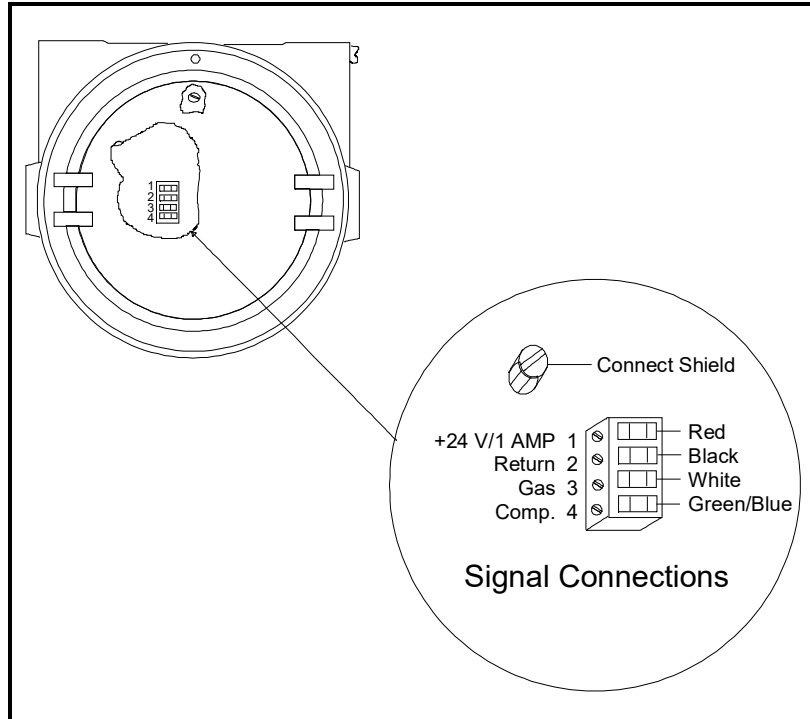 1
2
3
4
Connect Shield
+24 V/1 AMP 1 Red
Return 2 Black
Gas 3 White
Comp. 4 Green/Blue
Signal Connections